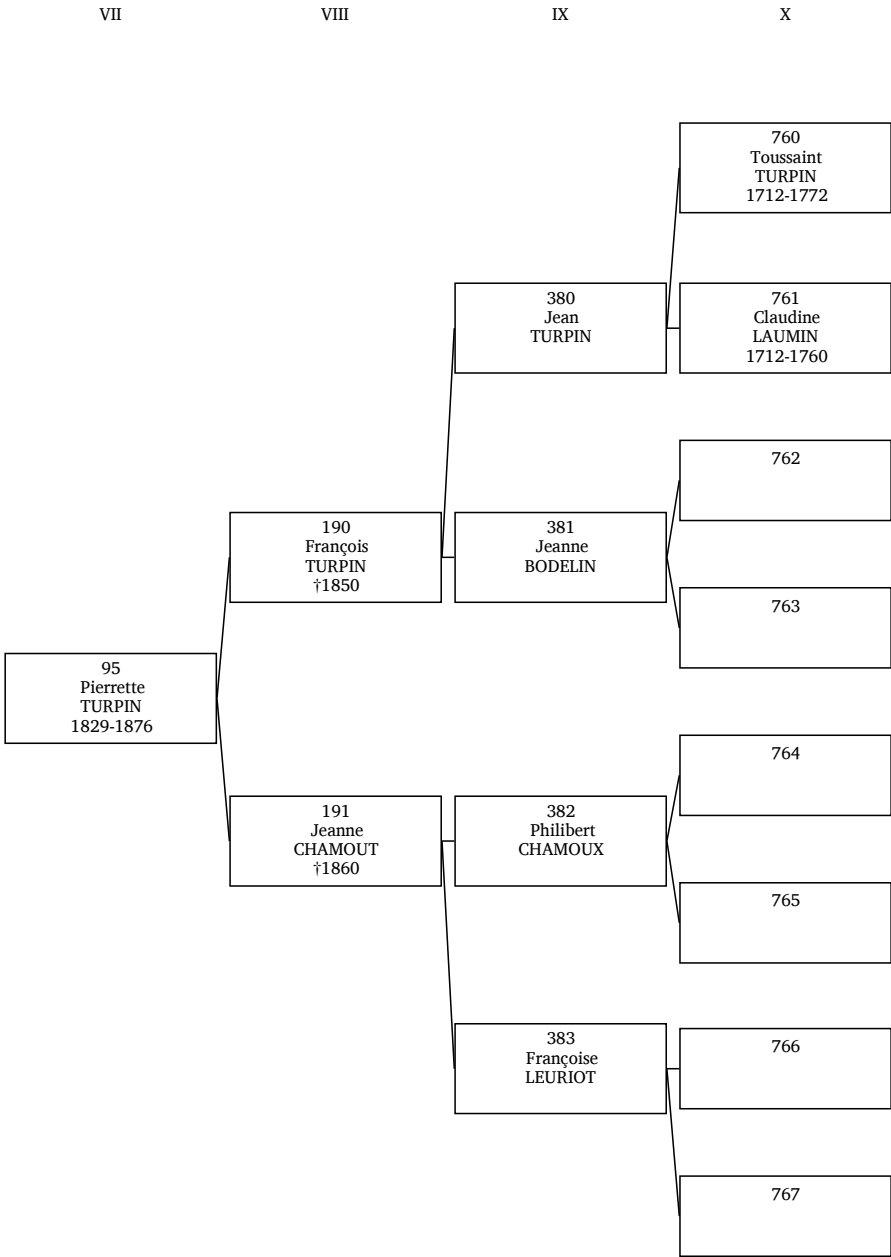 VII
VIII
IX
X
760
Toussaint
TURPIN
1712-1772
380
Jean
TURPIN
761
Claudine
LAUMIN
1712-1760
762
190
François
TURPIN
†1850
381
Jeanne
BODELIN
763
95
Pierrette
TURPIN
1829-1876
764
191
Jeanne
CHAMOUT
†1860
382
Philibert
CHAMOUX
765
383
Françoise
LEURIOT
766
767